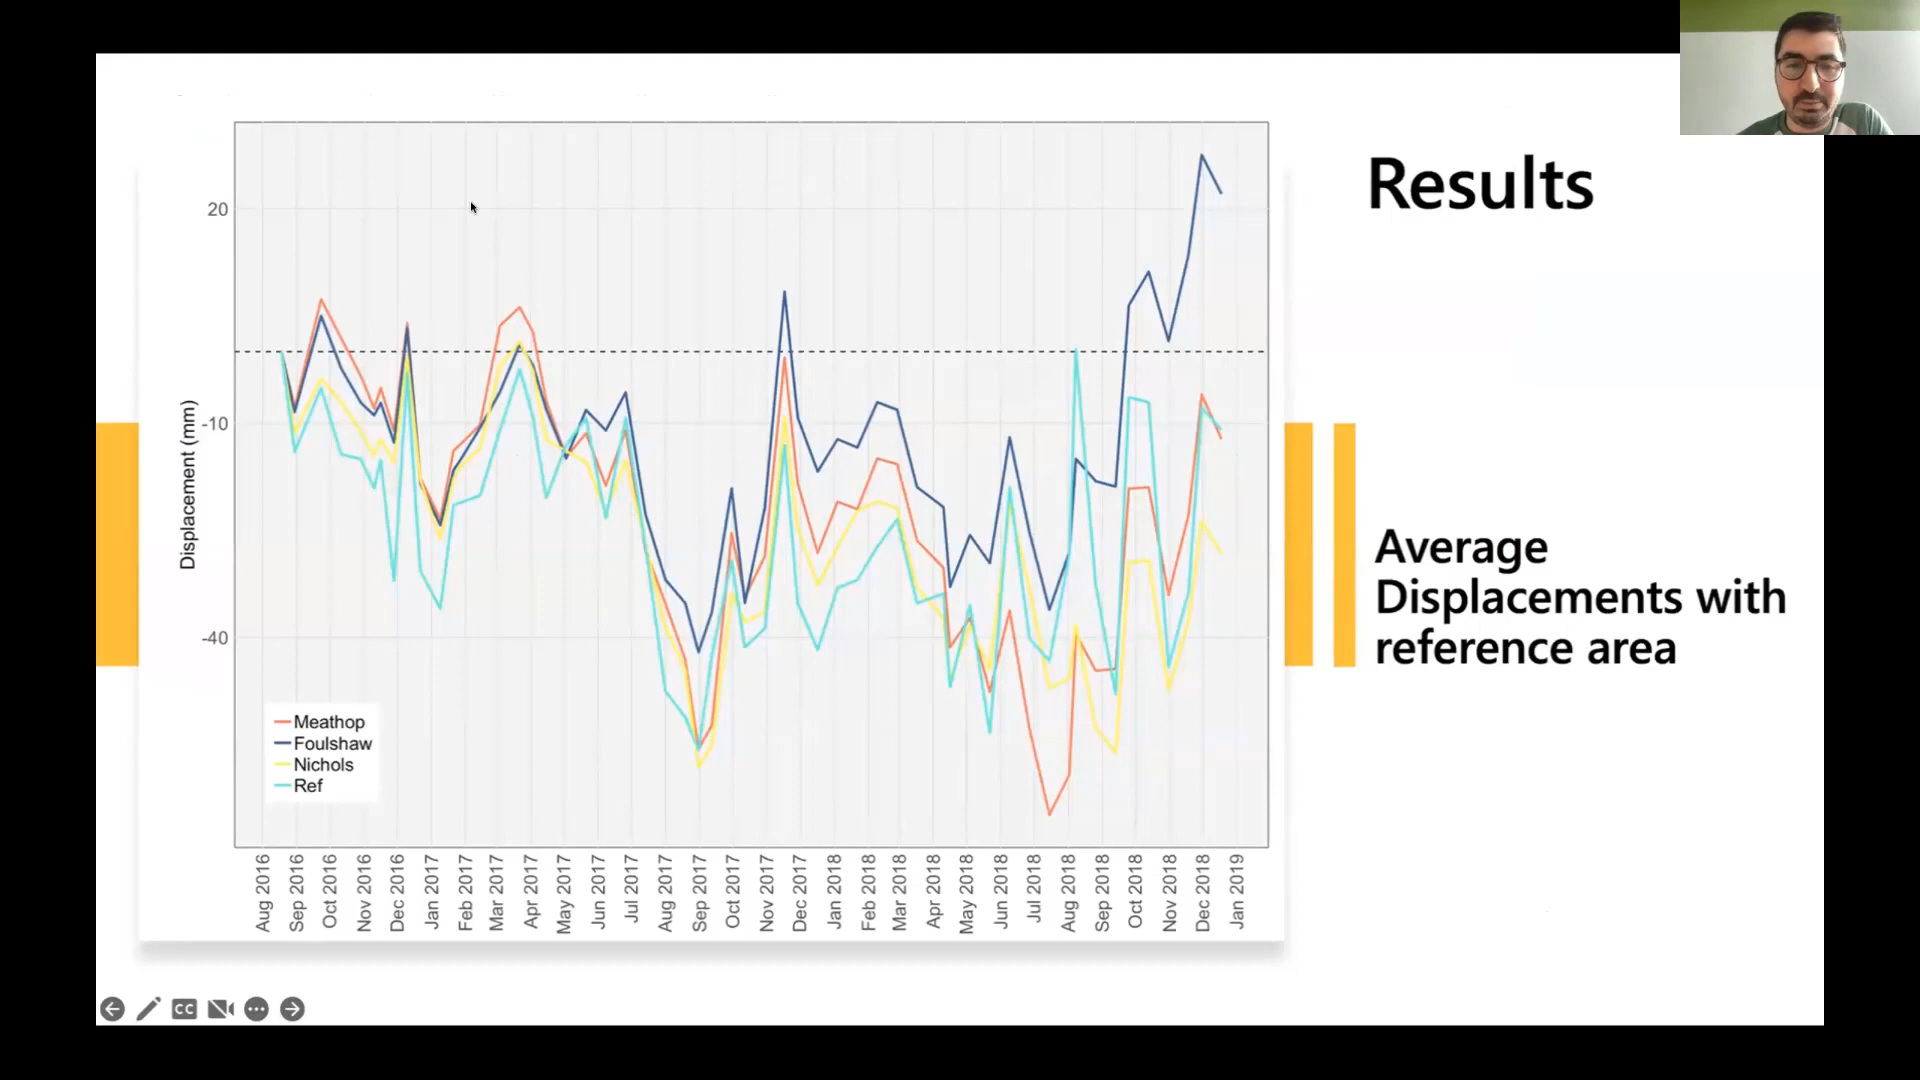 Results
Average
Displacements with
reference area
Displacement (mm)
20
-10
-40
Meathop
Foulshaw
Nichols
Ref
Aug 2016
Sep 2016
Oct 2016
Nov 2016
Dec 2016
Jan 2017
Feb 2017
Mar 2017
Apr 2017
May 2017
Jun 2017
Jul 2017
Aug 2017
Sep 2017
Oct 2017
Nov 2017
Dec 2017
Jan 2018
Feb 2018
Mar 2018
Apr 2018
May 2018
Jun 2018
Jul 2018
Aug 2018
Sep 2018
Oct 2018
Nov 2018
Dec 2018
Jan 2019
CC